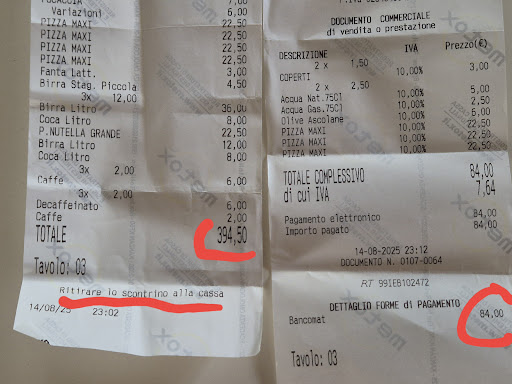 FOCACCIA 7,00
Variazioni 6,00
PIZZA MAXI 22,50
PIZZA MAXI 22,50
PIZZA MAXI 22,50
PIZZA MAXI 22,50
Fanta Latt. 3,00
Birra Stag. Piccola 4,50
3x 12,00
Birra Litro 36,00
Coca Litro 8,00
P.NUTELLA GRANDE 22,50
Birra Litro 12,00
Coca Litro 8,00
3x 2,00
Caffe 6,00
3x 2,00
Decaffeinato 6,00
Caffe 2,00
TOTALE 394,50
Tavolo: 03
Ritirare lo scontrino alla cassa
14/08/25 23:02
DOCUMENTO COMMERCIALE
di vendita o prestazione
DESCRIZIONE IVA Prezzo(€)
2 x 1,50
COPERTI 10,00% 3,00
2 x 2,50
Acqua Nat.75Cl 10,00% 5,00
Acqua Gas.75Cl 10,00% 2,50
Olive Ascolane 10,00% 5,00
PIZZA MAXI 10,00% 22,50
PIZZA MAXI 10,00% 22,50
PIZZA MAXI 10,00% 22,50
TOTALE COMPLESSIVO 84,00
di cui IVA 7,64
Pagamento elettronico 84,00
Importo pagato 84,00
14-08-2025 23:12
DOCUMENTO N. 0107-0064
RT 99IEB102472
DETTAGLIO FORME di PAGAMENTO
Bancomat 84,00
Tavolo: 03